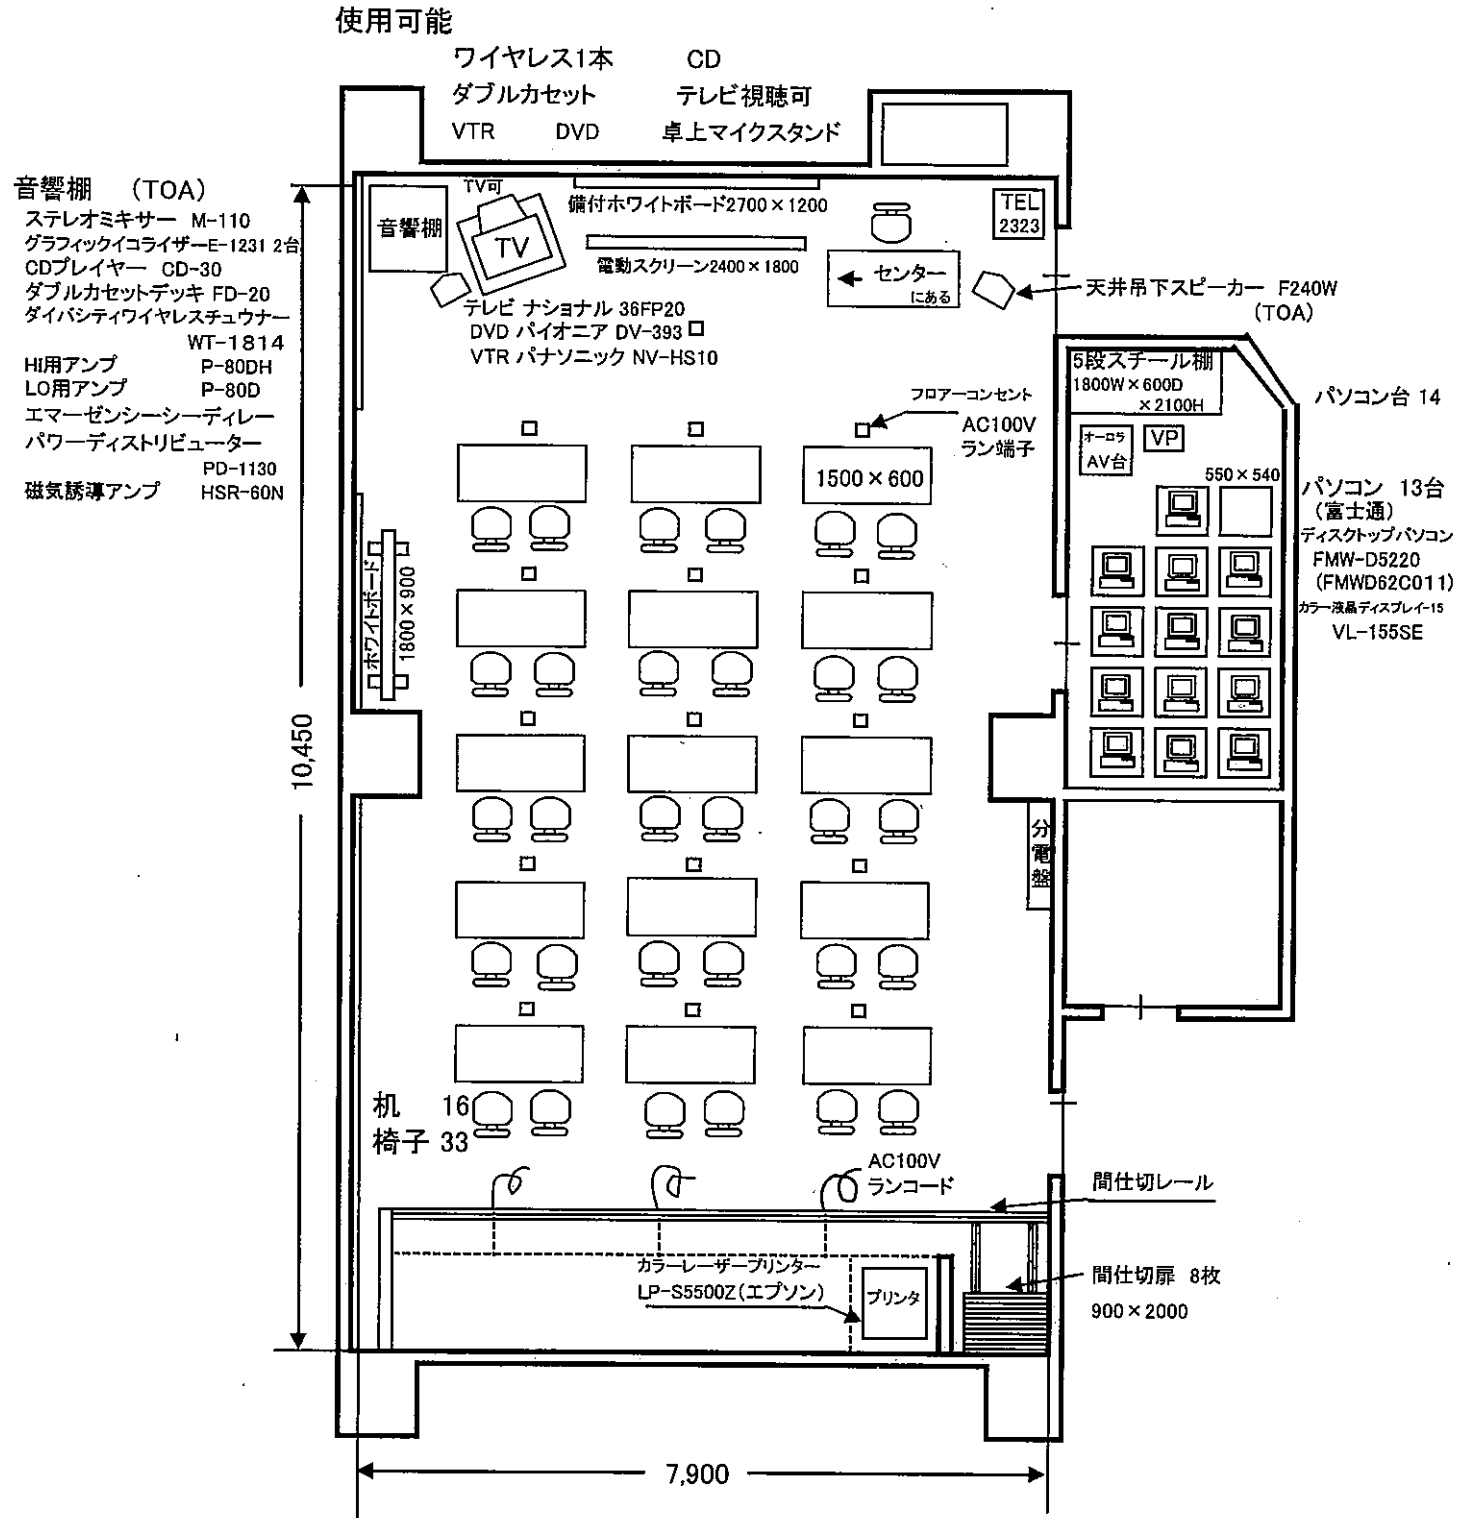 使用可能
ワイヤレス1本 CD
ダブルカセット テレビ視聴可
VTR DVD 卓上マイクスタンド
音響棚 (TOA)
ステレオミキサー M-110
グラフィックイコライザーE-1231 2台
CDプレイヤー CD-30
ダブルカセットデッキ FD-20
ダイバシティワイヤレスチュウナー
WT-1814
HI用アンプ P-80DH
LO用アンプ P-80D
エマーゼンシーシーディレー
パワーディストリビューター
PD-1130
磁気誘導アンプ HSR-60N
音響棚
TV可
TV
備付ホワイトボード2700×1200
電動スクリーン2400×1800
テレビ ナショナル 36FP20
DVD パイオニア DV-393
VTR パナソニック NV-HS10
センター
にある
TEL
2323
天井吊下スピーカー F240W
(TOA)
5段スチール棚
1800W×600D
×2100H
パソコン台 14
オーロラ
AV台
VP
550×540
パソコン 13台
(富士通)
ディスクトップパソコン
FMW-D5220
(FMWD62C011)
カラー液晶ディスプレイ-15
VL-155SE
フロアーコンセント
AC100V
ラン端子
1500×600
ホワイトボード
1800×900
10,450
分電盤
机 16
椅子 33
AC100V
ランコード
間仕切レール
カラーレーザープリンター
LP-S5500Z(エプソン)
プリンタ
間仕切扉 8枚
900×2000
7,900